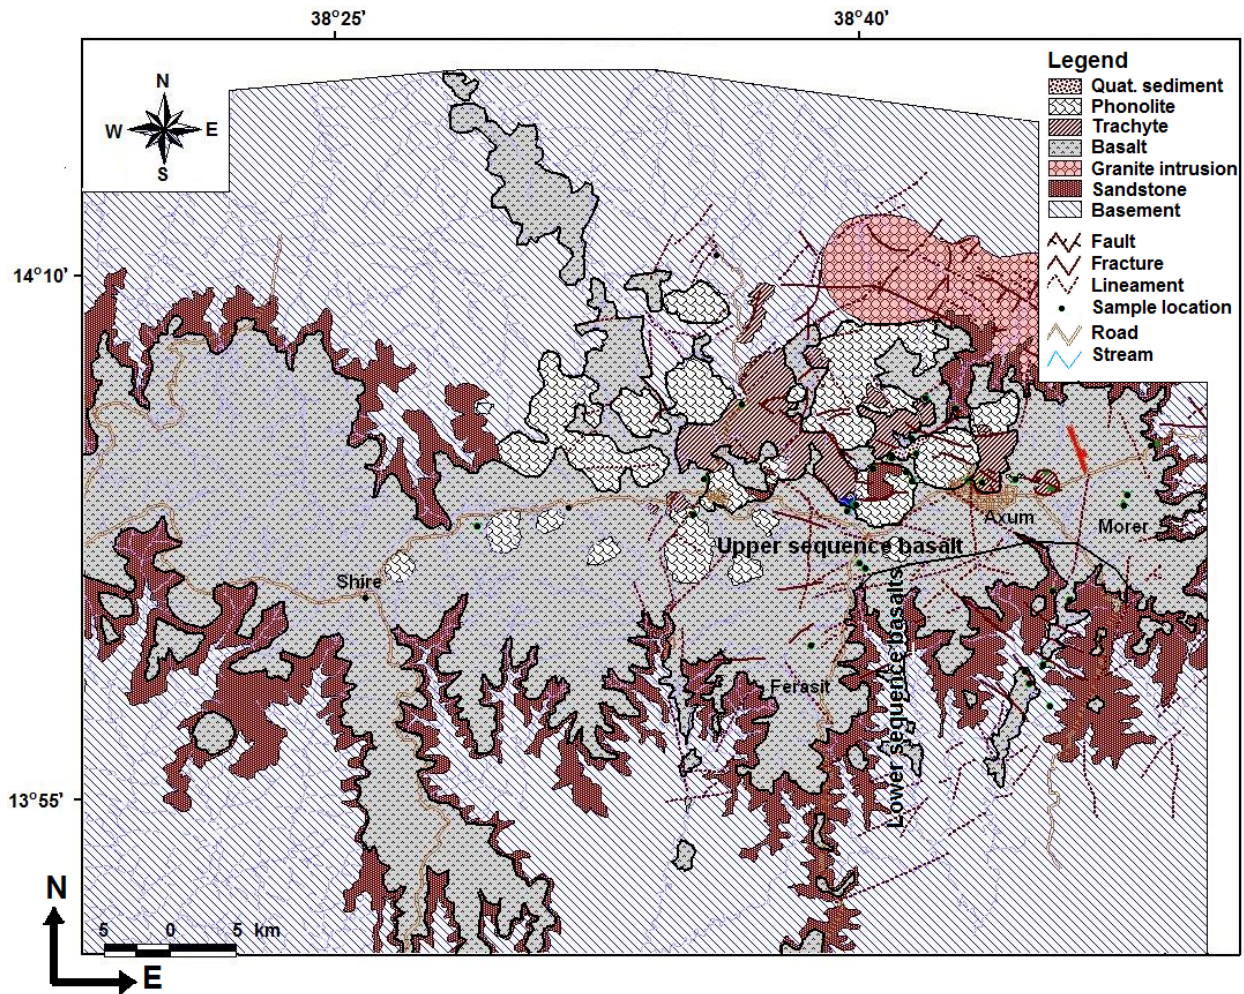 38°25' 38°40'
N
W E
S
Legend
Quat. sediment
Phonolite
Trachyte
Basalt
Granite intrusion
Sandstone
Basement
Fault
Fracture
Lineament
Sample location
Road
Stream
14°10'
Axum
Morer
Upper sequence basalt
Shire
Lower sequence basalts
Ferasit
13°55'
N
5 0 5 km
E